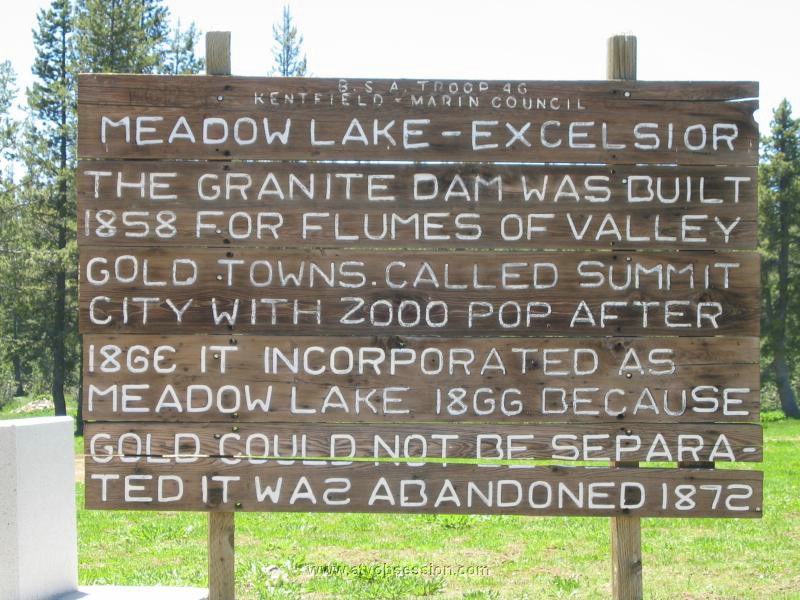 B.S.A. TROOP 46
KENTFIELD - MARIN COUNCIL
MEADOW LAKE - EXCELSIOR
THE GRANITE DAM WAS BUILT
1858 FOR FLUMES OF VALLEY
GOLD TOWNS. CALLED SUMMIT
CITY WITH 2000 POP AFTER
1866 IT INCORPORATED AS
MEADOW LAKE 1866 BECAUSE
GOLD COULD NOT BE SEPARA-
TED IT WAS ABANDONED 1872
www.atvobsession.com